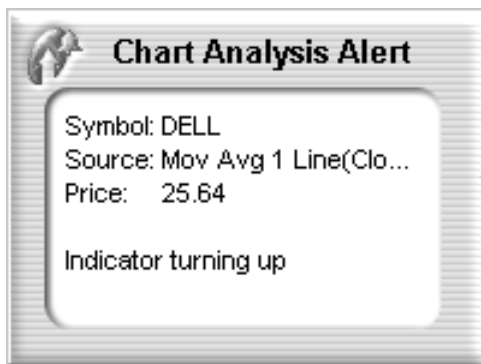 Chart Analysis Alert
Symbol: DELL
Source: Mov Avg 1 Line(Clo...
Price: 25.64
Indicator turning up